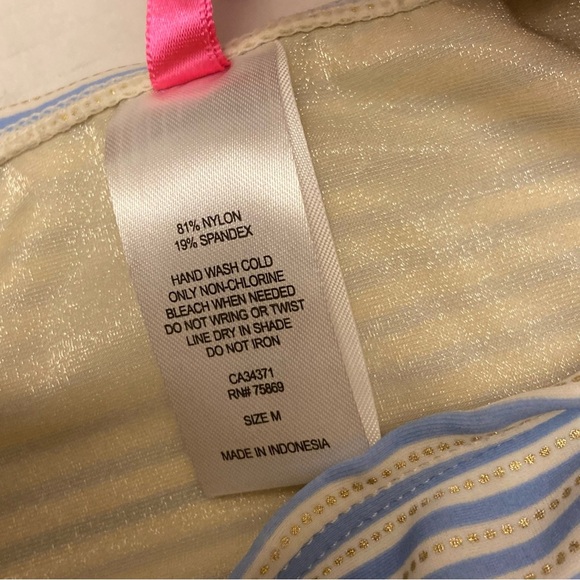 81% NYLON
19% SPANDEX
HAND WASH COLD
ONLY NON-CHLORINE
BLEACH WHEN NEEDED
DO NOT WRING OR TWIST
LINE DRY IN SHADE
DO NOT IRON
CA34371
RN# 75869
SIZE M
MADE IN INDONESIA